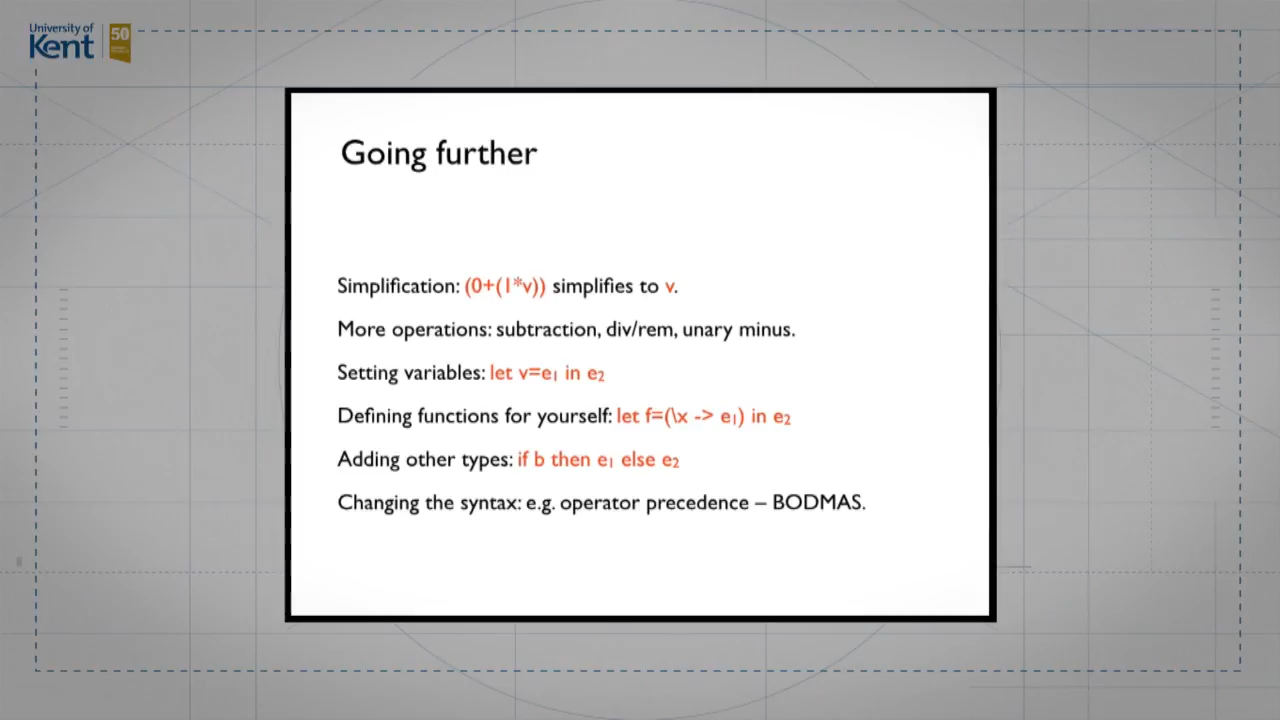 University of
Kent
50
Going further
Simplification: (0+(1*v)) simplifies to v.
More operations: subtraction, div/rem, unary minus.
Setting variables: let v=e₁ in e₂
Defining functions for yourself: let f=(\x -> e₁) in e₂
Adding other types: if b then e₁ else e₂
Changing the syntax: e.g. operator precedence – BODMAS.